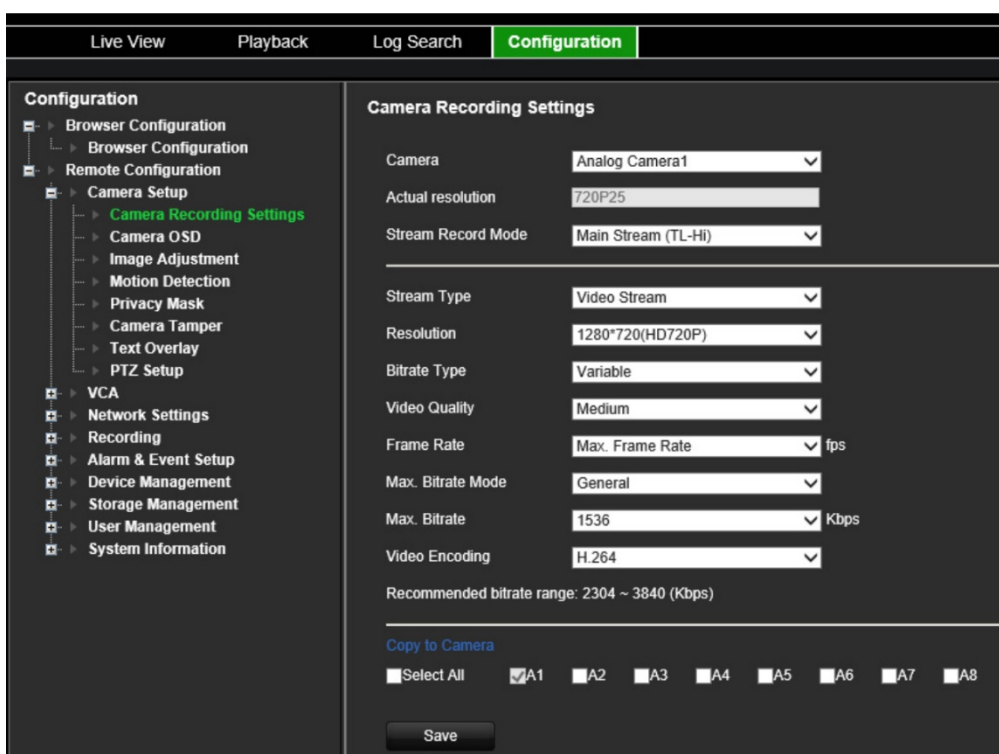 Live View Playback Log Search Configuration
Configuration
Browser Configuration
Browser Configuration
Remote Configuration
Camera Setup
Camera Recording Settings
Camera OSD
Image Adjustment
Motion Detection
Privacy Mask
Camera Tamper
Text Overlay
PTZ Setup
VCA
Network Settings
Recording
Alarm & Event Setup
Device Management
Storage Management
User Management
System Information
Camera Recording Settings
Camera Analog Camera1
Actual resolution 720P25
Stream Record Mode Main Stream (TL-Hi)
Stream Type Video Stream
Resolution 1280*720(HD720P)
Bitrate Type Variable
Video Quality Medium
Frame Rate Max. Frame Rate fps
Max. Bitrate Mode General
Max. Bitrate 1536 Kbps
Video Encoding H.264
Recommended bitrate range: 2304 ~ 3840 (Kbps)
Copy to Camera
Select All A1 A2 A3 A4 A5 A6 A7 A8
Save